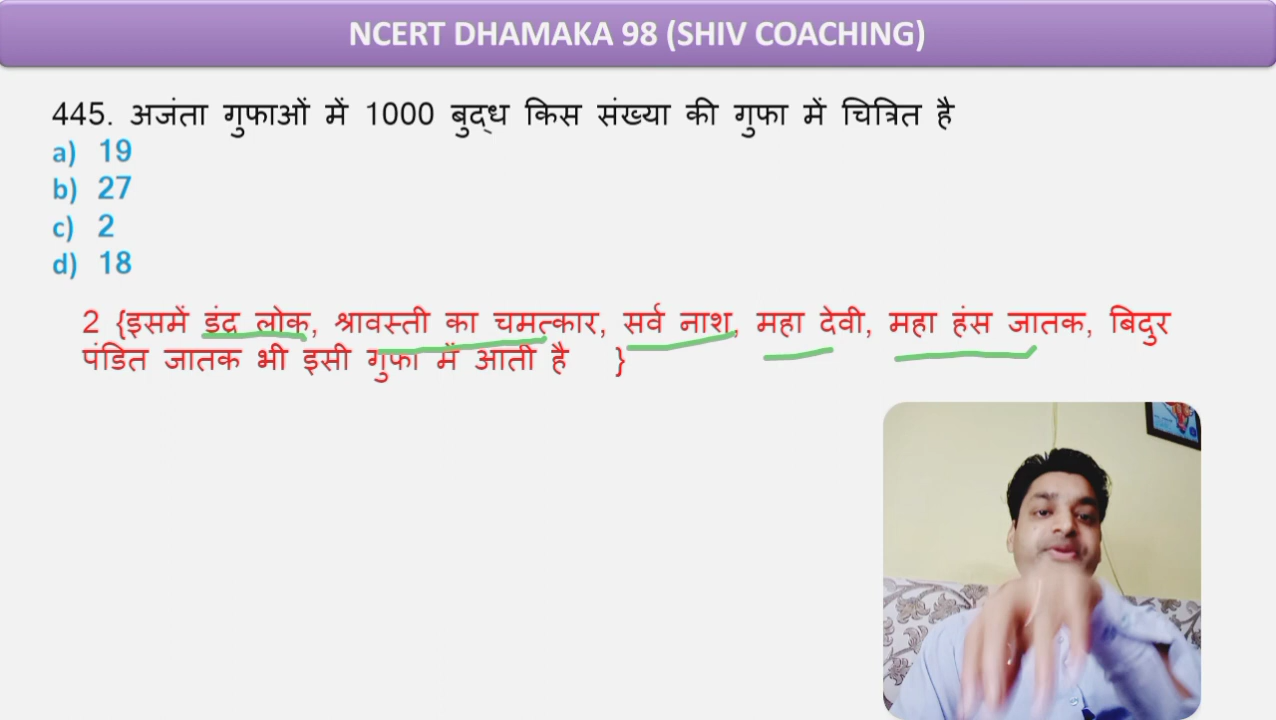 NCERT DHAMAKA 98 (SHIV COACHING)
445. अजंता गुफाओं में 1000 बुद्ध किस संख्या की गुफा में चित्रित है
a) 19
b) 27
c) 2
d) 18
2 {इसमें इंद्र लोक, श्रावस्ती का चमत्कार, सर्व नाश, महा देवी, महा हंस जातक, बिदुर
पंडित जातक भी इसी गुफा में आती है }